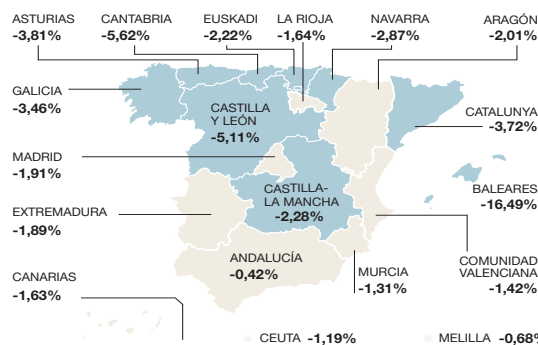 ASTURIAS
-3,81%
CANTABRIA
-5,62%
EUSKADI
-2,22%
LA RIOJA
-1,64%
NAVARRA
-2,87%
ARAGÓN
-2,01%
GALICIA
-3,46%
CASTILLA
Y LEÓN
-5,11%
CATALUNYA
-3,72%
MADRID
-1,91%
CASTILLA-
LA MANCHA
-2,28%
BALEARES
-16,49%
EXTREMADURA
-1,89%
ANDALUCÍA
-0,42%
MURCIA
-1,31%
COMUNIDAD
VALENCIANA
-1,42%
CANARIAS
-1,63%
CEUTA -1,19%
MELILLA -0,68%